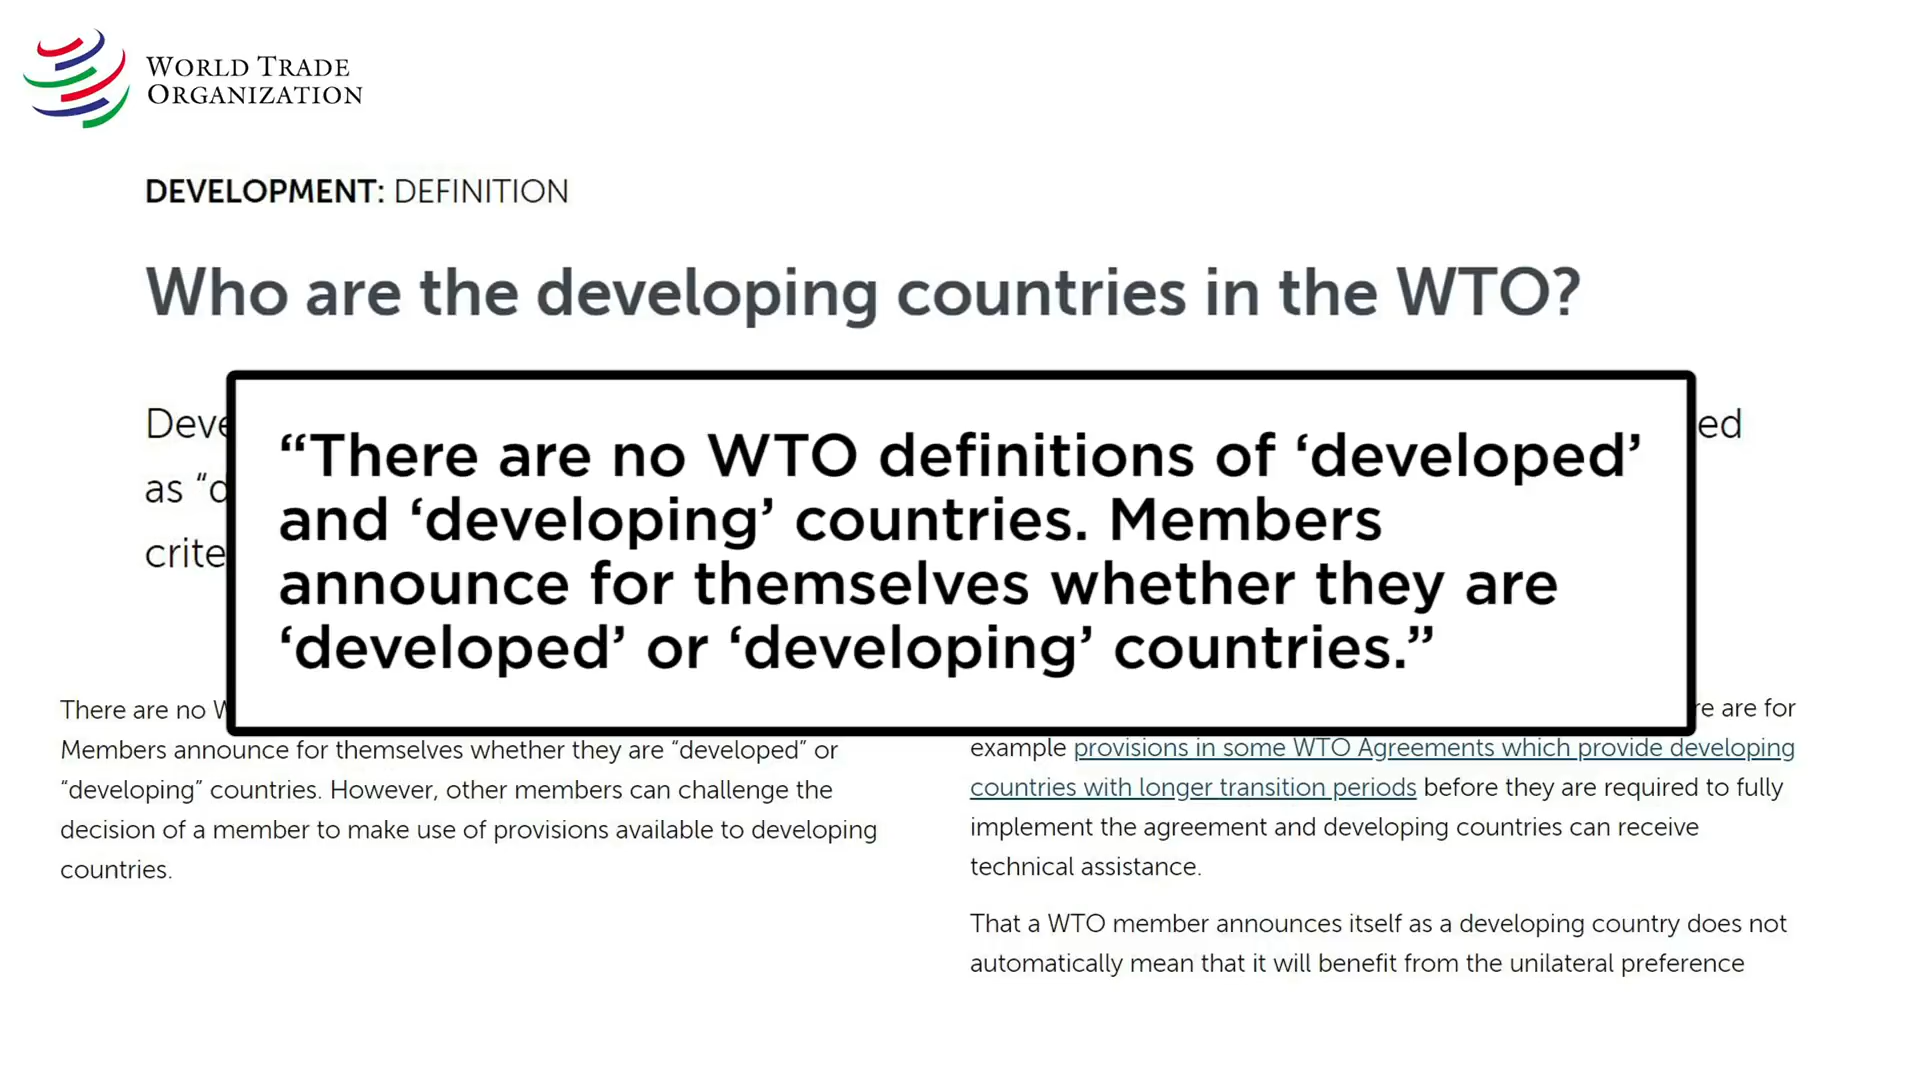 WORLD TRADE
ORGANIZATION
DEVELOPMENT: DEFINITION
Who are the developing countries in the WTO?
“There are no WTO definitions of ‘developed’
and ‘developing’ countries. Members
announce for themselves whether they are
‘developed’ or ‘developing’ countries.”
as
There are no
Members announce for themselves whether they are “developed” or
“developing” countries. However, other members can challenge the
decision of a member to make use of provisions available to developing
countries.
are for
example provisions in some WTO Agreements which provide developing
countries with longer transition periods before they are required to fully
implement the agreement and developing countries can receive
technical assistance.
That a WTO member announces itself as a developing country does not
automatically mean that it will benefit from the unilateral preference